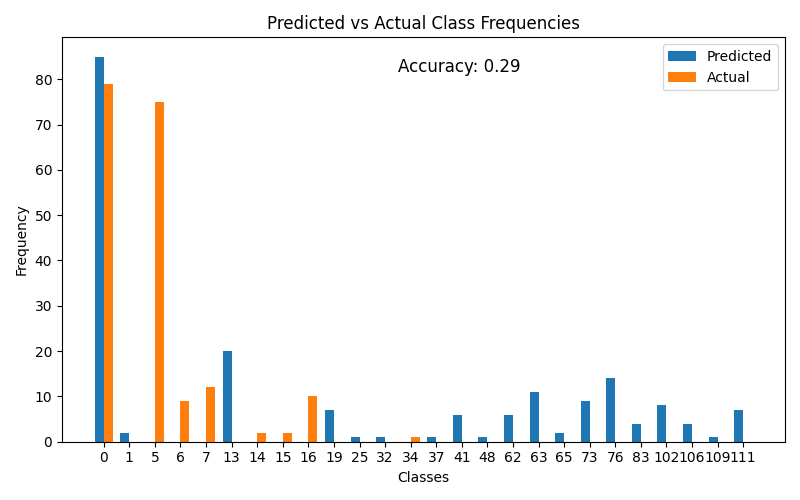 Predicted vs Actual Class Frequencies
Accuracy: 0.29
Predicted
Actual
Frequency
80
70
60
50
40
30
20
10
0
0 1 5 6 7 13 14 15 16 19 25 32 34 37 41 48 62 63 65 73 76 83 102 106 109 111
Classes